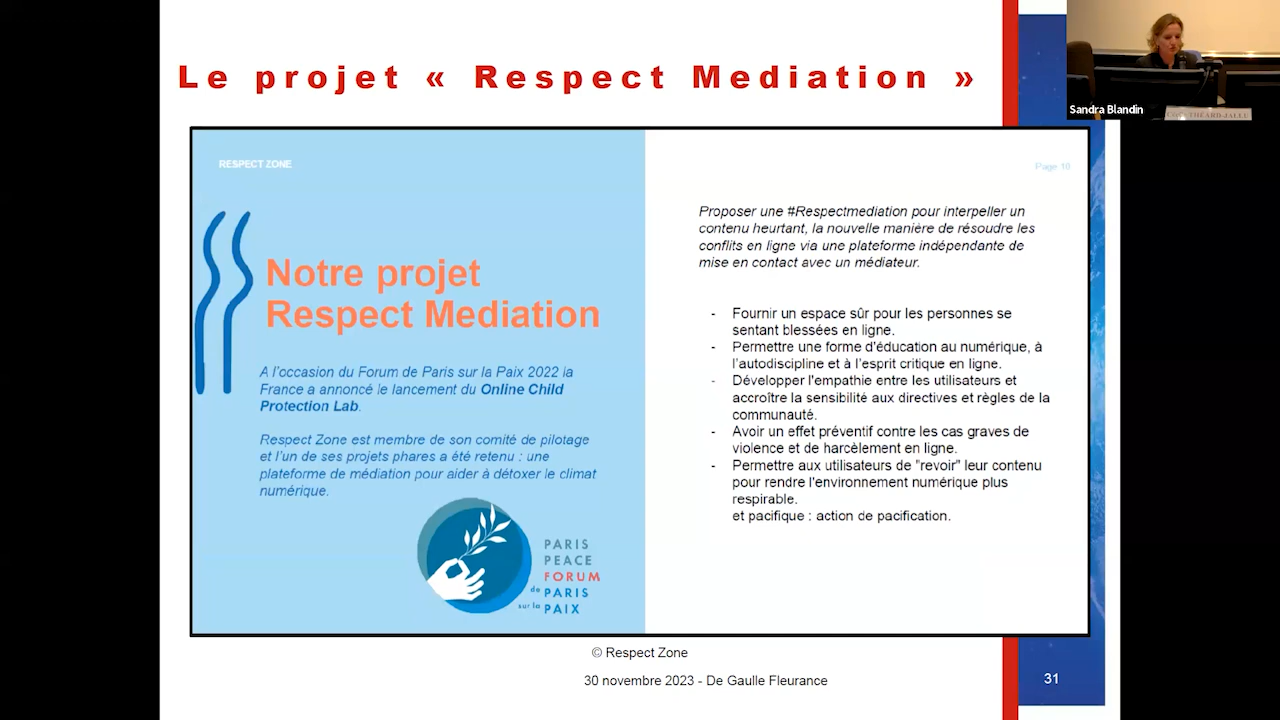 Le projet « Respect Mediation »
Sandra Blandin
RESPECT ZONE
Notre projet
Respect Mediation
A l'occasion du Forum de Paris sur la Paix 2022 la
France a annoncé le lancement du Online Child
Protection Lab.
Respect Zone est membre de son comité de pilotage
et l'un de ses projets phares a été retenu : une
plateforme de médiation pour aider à détoxer le climat
numérique.
PARIS
PEACE
FORUM
de PARIS
sur la PAIX
Page 10
Proposer une #Respectmediation pour interpeller un
contenu heurtant, la nouvelle manière de résoudre les
conflits en ligne via une plateforme indépendante de
mise en contact avec un médiateur.
- Fournir un espace sûr pour les personnes se
sentant blessées en ligne.
- Permettre une forme d'éducation au numérique, à
l'autodiscipline et à l'esprit critique en ligne.
- Développer l'empathie entre les utilisateurs et
accroître la sensibilité aux directives et règles de la
communauté.
- Avoir un effet préventif contre les cas graves de
violence et de harcèlement en ligne.
- Permettre aux utilisateurs de "revoir" leur contenu
pour rendre l'environnement numérique plus
respirable.
et pacifique : action de pacification.
© Respect Zone
30 novembre 2023 - De Gaulle Fleurance
31